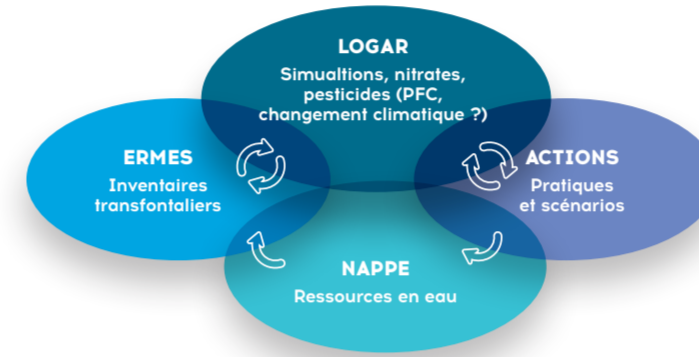 LOGAR
Simualtions, nitrates,
pesticides (PFC,
changement climatique ?)
ERMES
Inventaires
transfontaliers
ACTIONS
Pratiques
et scénarios
NAPPE
Ressources en eau